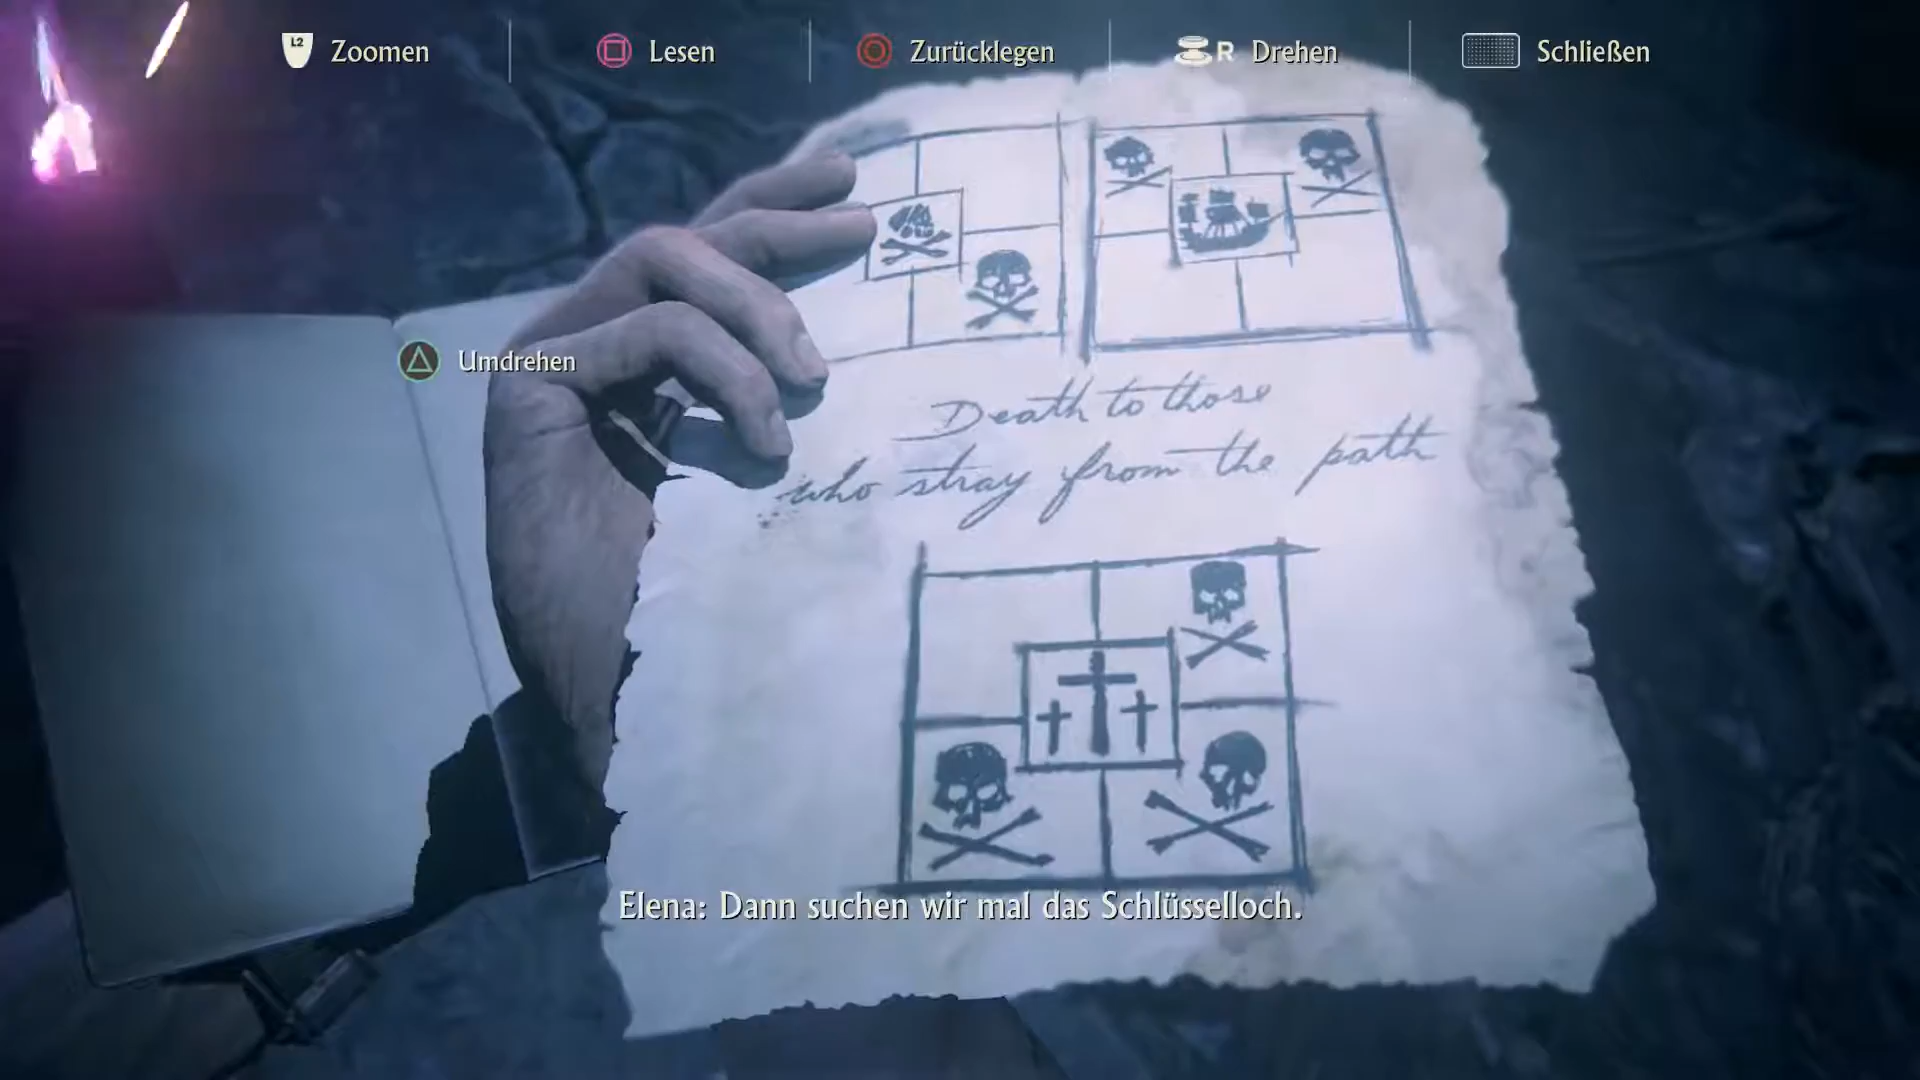 L2 Zoomen Lesen Zurücklegen R Drehen Schließen
Umdrehen
Death to those
who stray from the path
Elena: Dann suchen wir mal das Schlüsselloch.